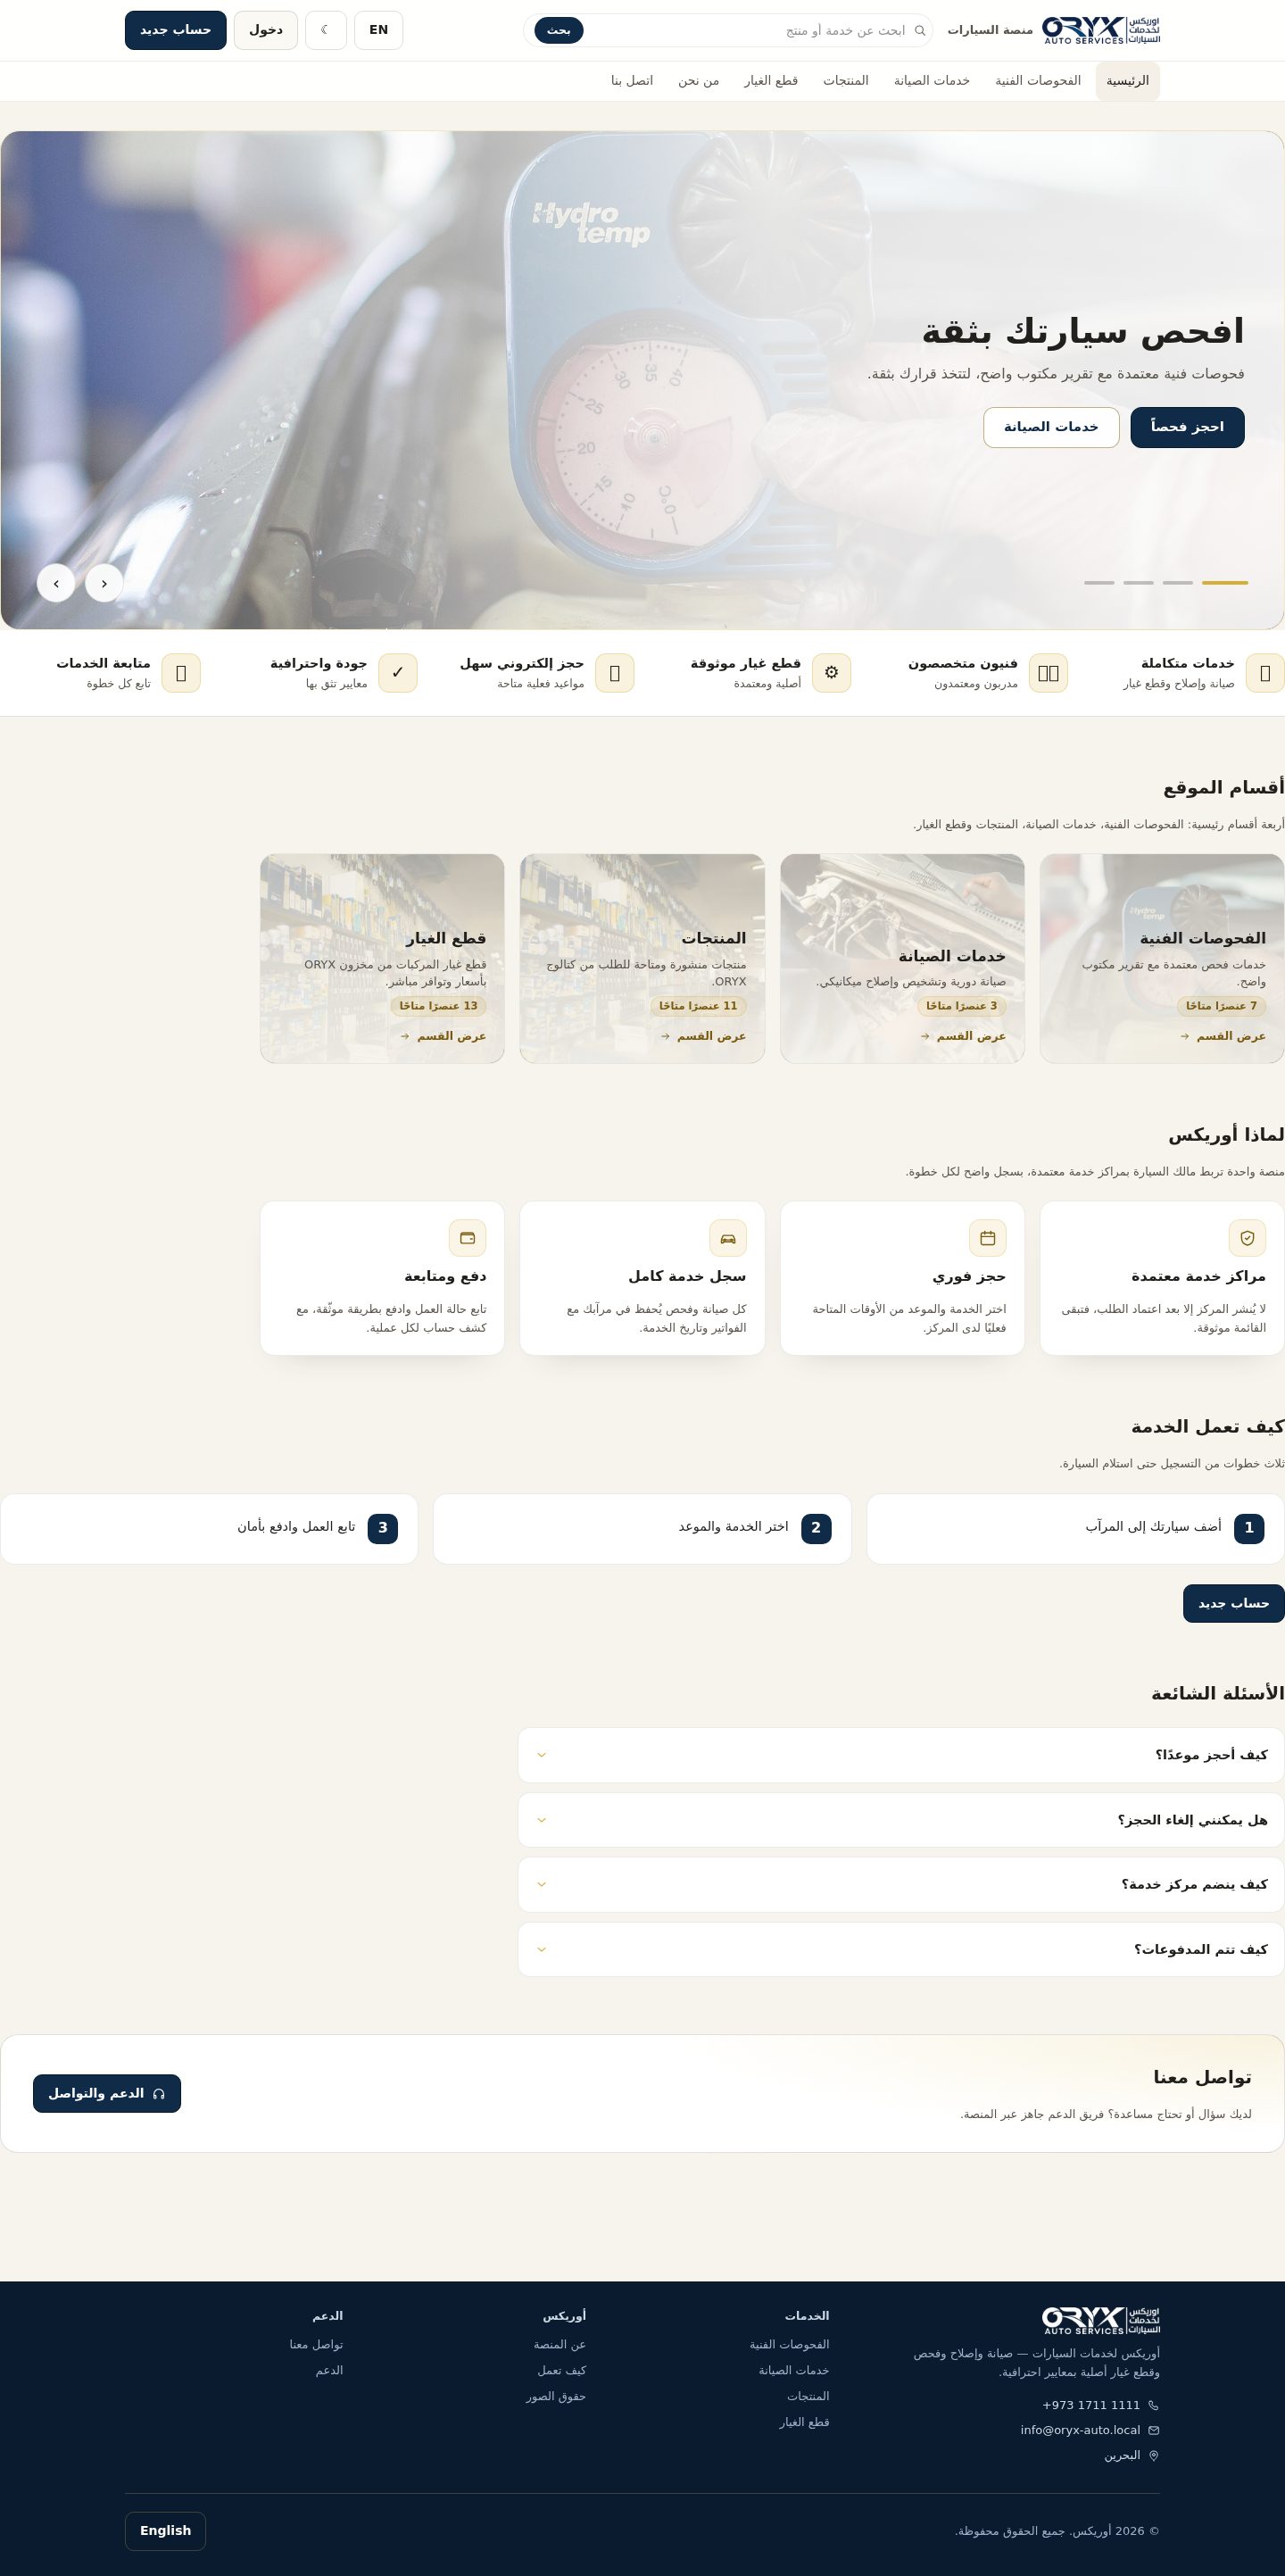 اوريكس
لخدمات
السيارات
ORYX
AUTO SERVICES
منصة السيارات
ابحث عن خدمة أو منتج
بحث
EN
دخول
حساب جديد
الرئيسية
الفحوصات الفنية
خدمات الصيانة
المنتجات
قطع الغيار
من نحن
اتصل بنا
Hydro
temp
افحص سيارتك بثقة
فحوصات فنية معتمدة مع تقرير مكتوب واضح، لتتخذ قرارك بثقة.
احجز فحصاً
خدمات الصيانة
40
35
30
25
20
15
10
0
°C
خدمات متكاملة
صيانة وإصلاح وقطع غيار
فنيون متخصصون
مدربون ومعتمدون
قطع غيار موثوقة
أصلية ومعتمدة
حجز إلكتروني سهل
مواعيد فعلية متاحة
جودة واحترافية
معايير تثق بها
متابعة الخدمات
تابع كل خطوة
أقسام الموقع
أربعة أقسام رئيسية: الفحوصات الفنية، خدمات الصيانة، المنتجات وقطع الغيار.
Hydro
temp
الفحوصات الفنية
خدمات فحص معتمدة مع تقرير مكتوب
واضح.
7 عنصرًا متاحًا
عرض القسم →
خدمات الصيانة
صيانة دورية وتشخيص وإصلاح ميكانيكي.
3 عنصرًا متاحًا
عرض القسم →
المنتجات
منتجات منشورة ومتاحة للطلب من كتالوج
ORYX.
11 عنصرًا متاحًا
عرض القسم →
قطع الغيار
قطع غيار المركبات من مخزون ORYX
بأسعار وتوافر مباشر.
13 عنصرًا متاحًا
عرض القسم →
لماذا أوريكس
منصة واحدة تربط مالك السيارة بمراكز خدمة معتمدة، بسجل واضح لكل خطوة.
مراكز خدمة معتمدة
لا يُنشر المركز إلا بعد اعتماد الطلب، فتبقى
القائمة موثوقة.
حجز فوري
اختر الخدمة والموعد من الأوقات المتاحة
فعليًا لدى المركز.
سجل خدمة كامل
كل صيانة وفحص يُحفظ في مرآبك مع
الفواتير وتاريخ الخدمة.
دفع ومتابعة
تابع حالة العمل وادفع بطريقة موثّقة، مع
كشف حساب لكل عملية.
كيف تعمل الخدمة
ثلاث خطوات من التسجيل حتى استلام السيارة.
1 أضف سيارتك إلى المرآب
2 اختر الخدمة والموعد
3 تابع العمل وادفع بأمان
حساب جديد
الأسئلة الشائعة
كيف أحجز موعدًا؟
هل يمكنني إلغاء الحجز؟
كيف ينضم مركز خدمة؟
كيف تتم المدفوعات؟
تواصل معنا
لديك سؤال أو تحتاج مساعدة؟ فريق الدعم جاهز عبر المنصة.
الدعم والتواصل
اوريكس
لخدمات
السيارات
ORYX
AUTO SERVICES
أوريكس لخدمات السيارات — صيانة وإصلاح وفحص
وقطع غيار أصلية بمعايير احترافية.
+973 1711 1111
info@oryx-auto.local
البحرين
الخدمات
الفحوصات الفنية
خدمات الصيانة
المنتجات
قطع الغيار
أوريكس
عن المنصة
كيف تعمل
حقوق الصور
الدعم
تواصل معنا
الدعم
© 2026 أوريكس. جميع الحقوق محفوظة.
English